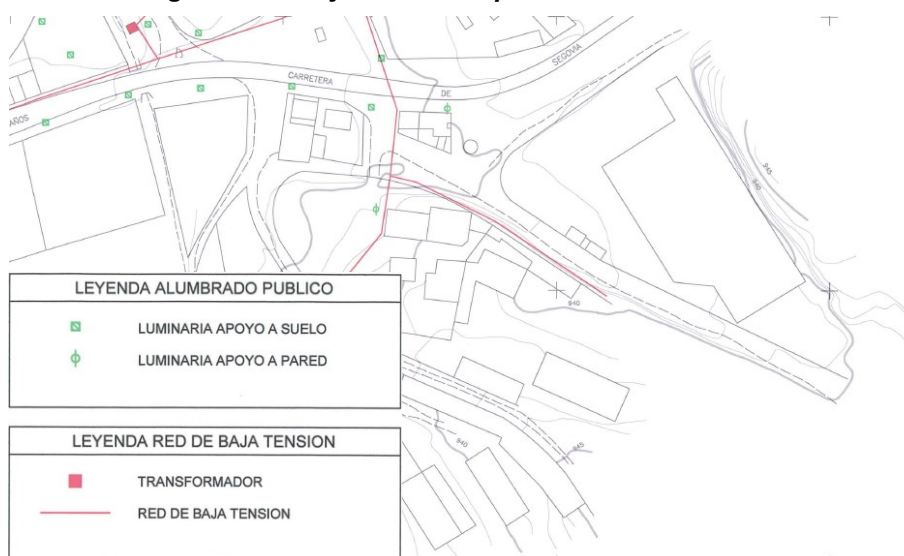 CARRETERA
DE
SEGOVIA
AÑOS
945
940
940
LEYENDA ALUMBRADO PUBLICO
LUMINARIA APOYO A SUELO
LUMINARIA APOYO A PARED
940
945
LEYENDA RED DE BAJA TENSION
TRANSFORMADOR
RED DE BAJA TENSION